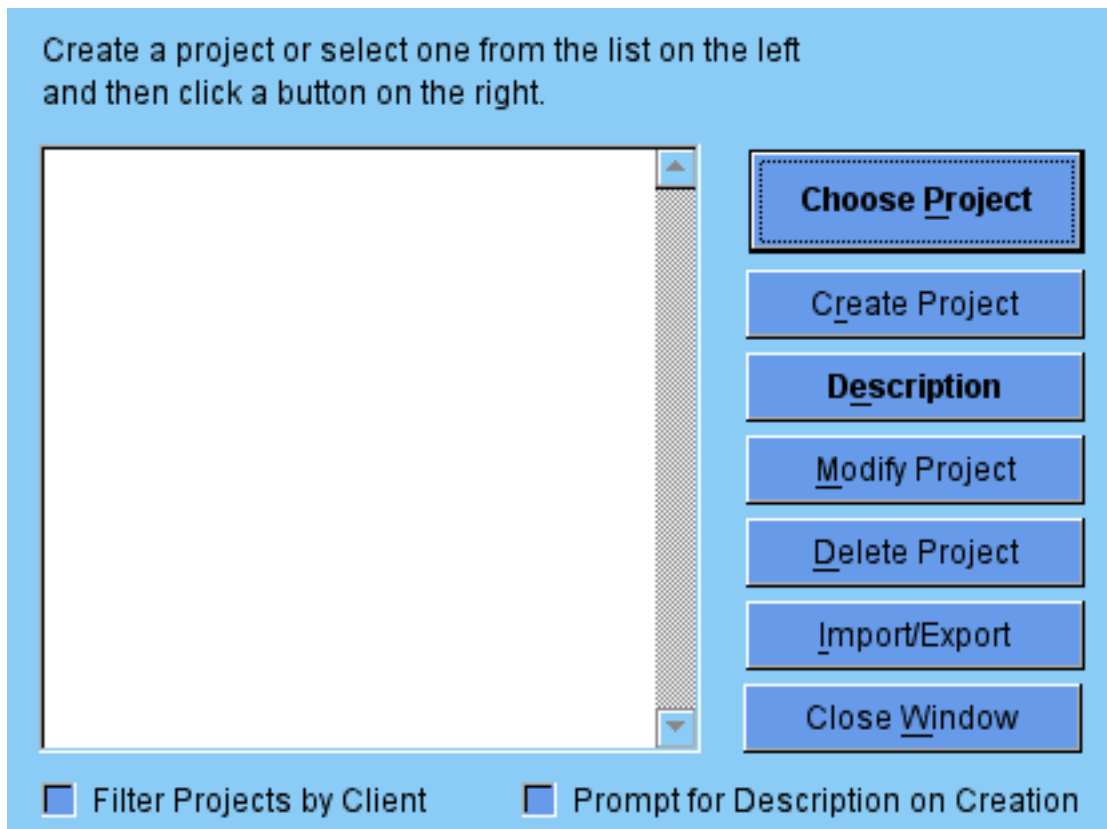 Create a project or select one from the list on the left
and then click a button on the right.
Choose Project
Create Project
Description
Modify Project
Delete Project
Import/Export
Close Window
Filter Projects by Client
Prompt for Description on Creation